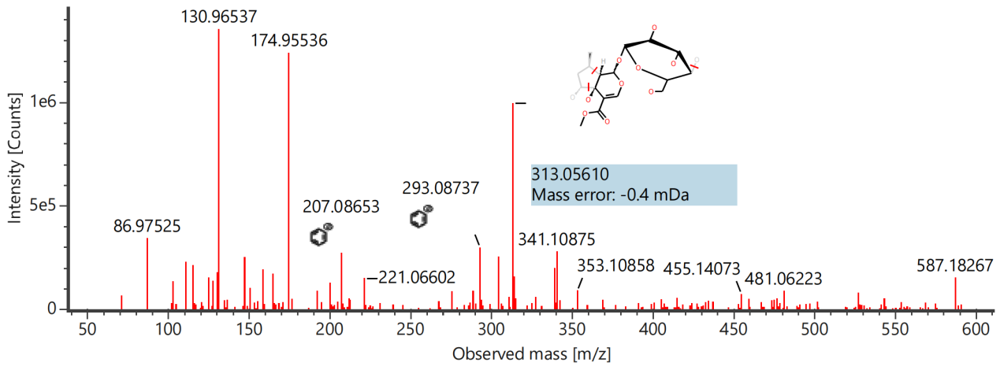 130.96537
174.95536
1e6
Intensity [Counts]
313.05610
Mass error: -0.4 mDa
293.08737
207.08653
5e5
86.97525
341.10875
353.10858
455.14073
221.06602
481.06223
587.18267
0
50 100 150 200 250 300 350 400 450 500 550 600
Observed mass [m/z]
H
O
O
O
O
O
O
O
O
O
O
O